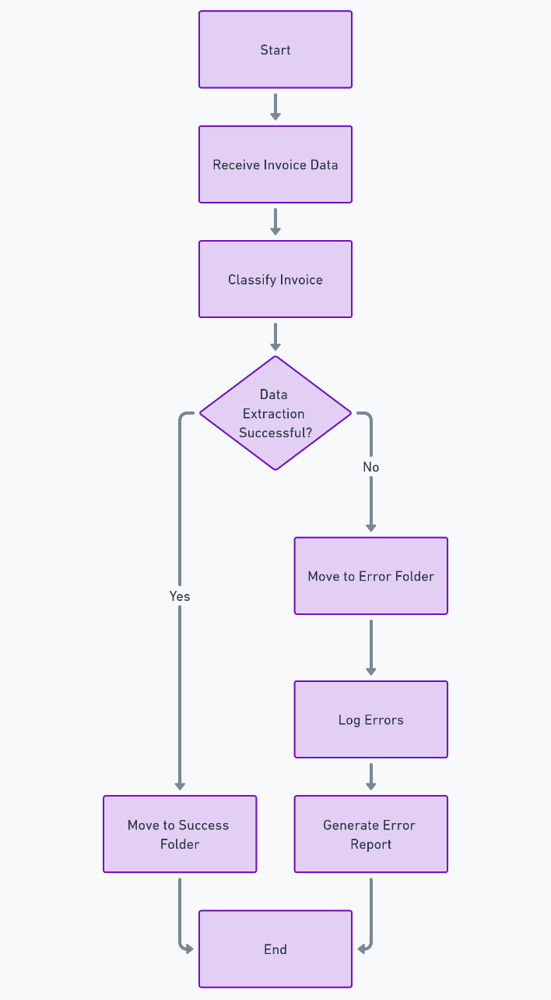 Start
Receive Invoice Data
Classify Invoice
Data
Extraction
Successful?
No
Move to Error Folder
Yes
Log Errors
Move to Success
Folder
Generate Error
Report
End